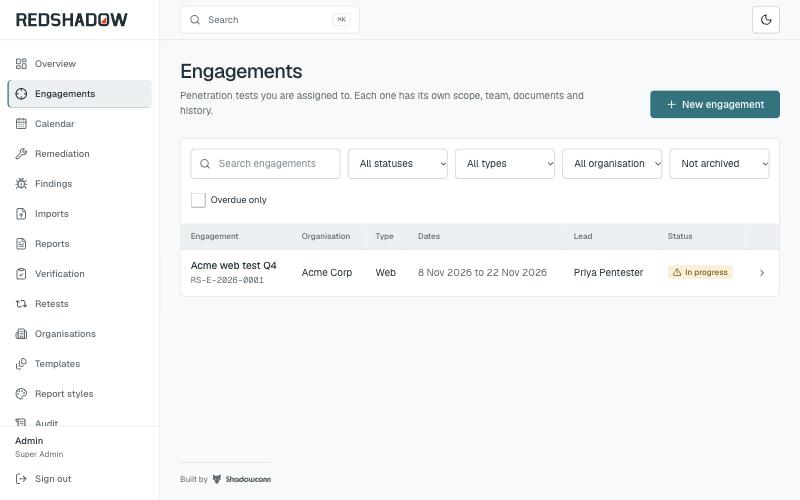 REDSHADOW
Search
⌘K
Overview
Engagements
Calendar
Remediation
Findings
Imports
Reports
Verification
Retests
Organisations
Templates
Report styles
Audit
Admin
Super Admin
Sign out
Engagements
Penetration tests you are assigned to. Each one has its own scope, team, documents and
history.
New engagement
Search engagements
All statuses
All types
All organisations
Not archived
Overdue only
Engagement Organisation Type Dates Lead Status
Acme web test Q4
RS-E-2026-0001
Acme Corp Web 8 Nov 2026 to 22 Nov 2026 Priya Pentester In progress
Built by Shadowconn